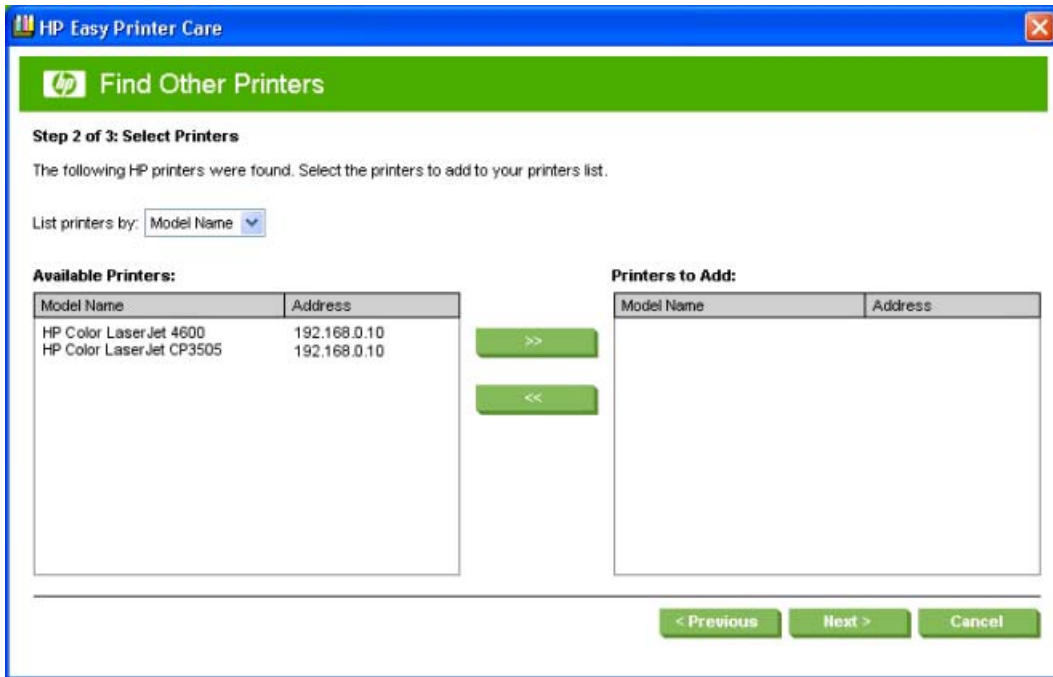 HP Easy Printer Care
hp Find Other Printers
Step 2 of 3: Select Printers
The following HP printers were found. Select the printers to add to your printers list.
List printers by: Model Name
Available Printers:
Model Name Address
HP Color LaserJet 4600 192.168.0.10
HP Color LaserJet CP3505 192.168.0.10
>>
<<
Printers to Add:
Model Name Address
< Previous Next > Cancel